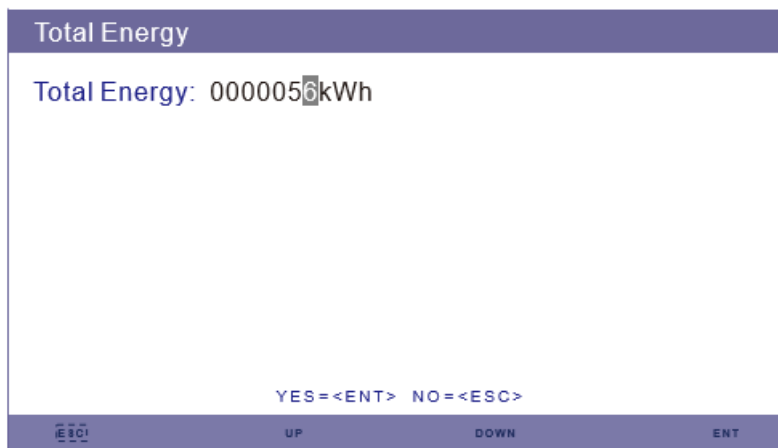 Total Energy
Total Energy: 0000056kWh
YES=<ENT> NO=<ESC>
ESC UP DOWN ENT